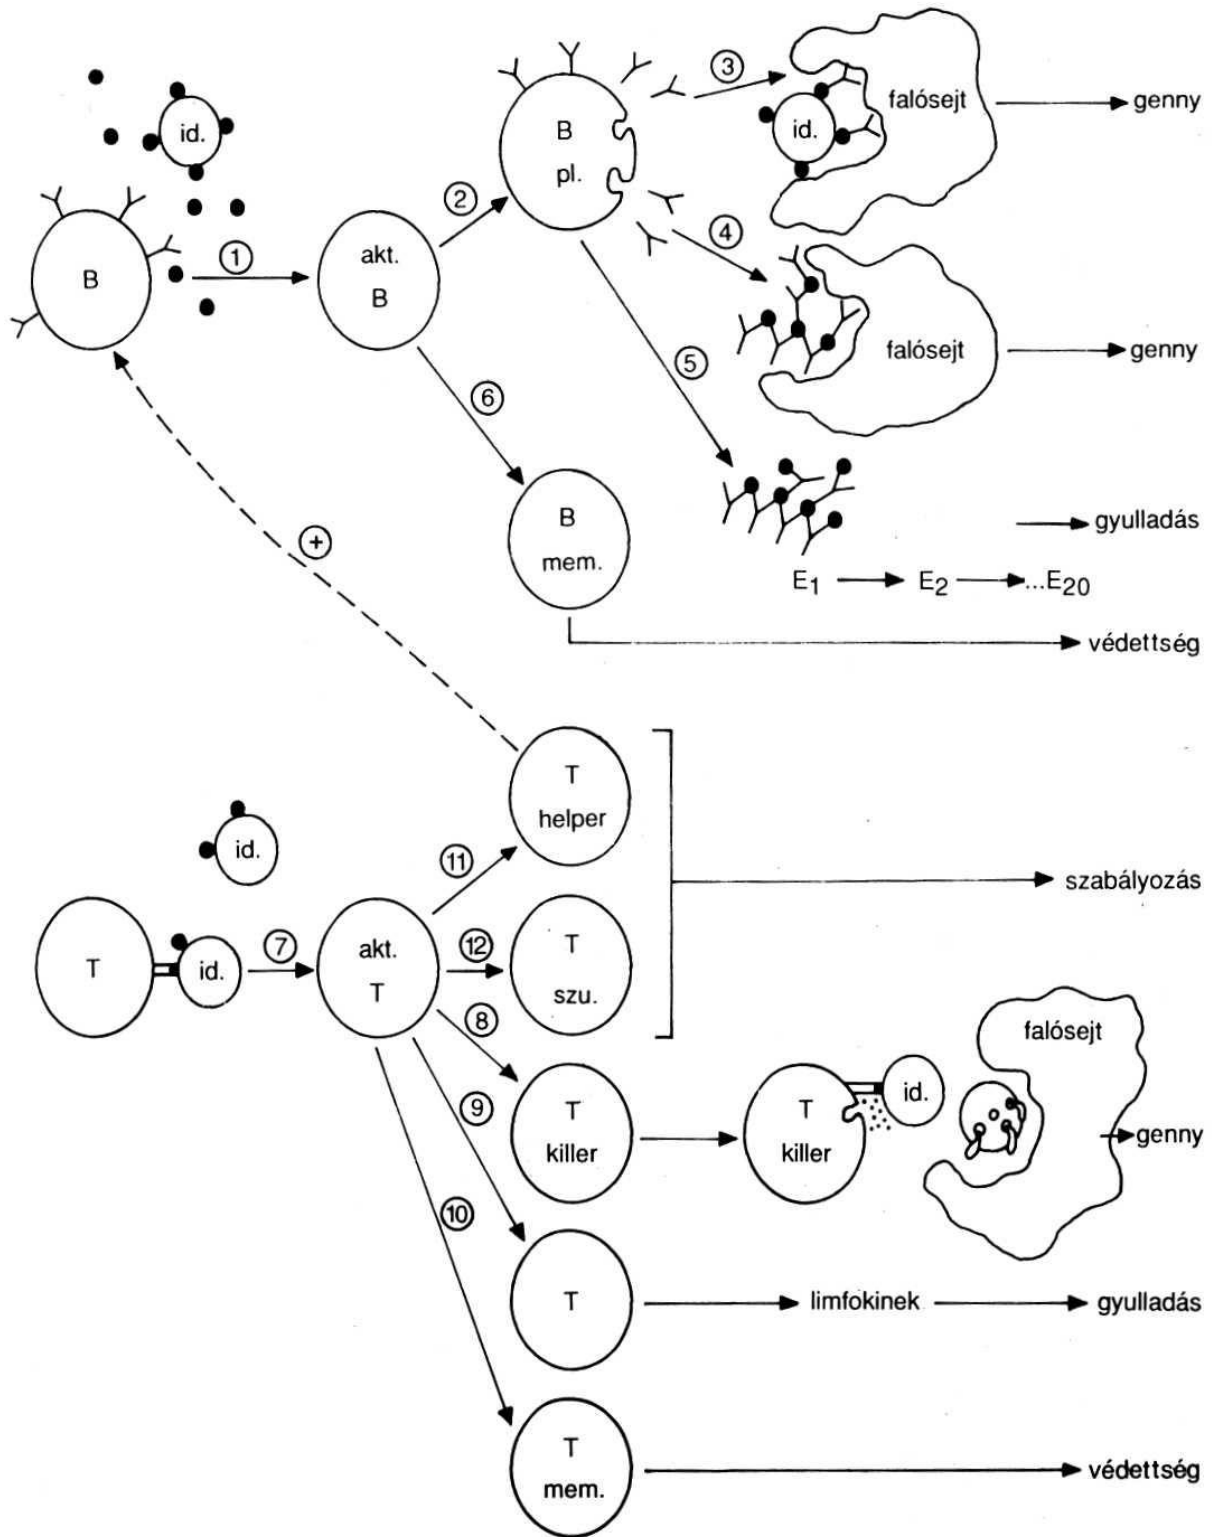 id.
B
1
akt.
B
2
B
pl.
3
id.
falósejt
genny
4
falósejt
genny
5
gyulladás
E1
E2
...E20
6
B
mem.
védettség
+
T
helper
id.
11
szabályozás
T
id.
7
akt.
T
12
T
szu.
8
T
killer
T
killer
id.
falósejt
genny
9
T
limfokinek
gyulladás
10
T
mem.
védettség